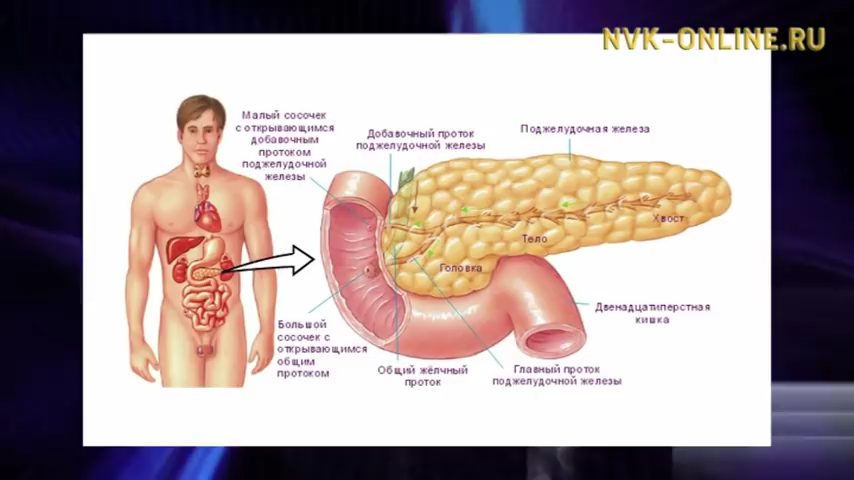 NVK-ONLINE.RU
Малый сосочек
с открывающимся
добавочным
протоком
поджелудочной
железы
Добавочный проток
поджелудочной железы
Поджелудочная железа
Хвост
Тело
Головка
Двенадцатиперстная
кишка
Большой
сосочек с
открывающимся
общим
протоком
Общий жёлчный
проток
Главный проток
поджелудочной железы